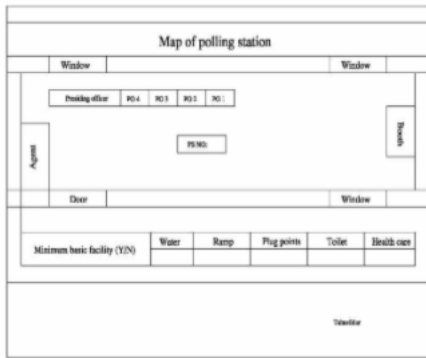 Map of polling station
Window Window
Presiding officer PO 4 PO 3 PO 2 PO 1
Agent
Booth
PS NO:
Door Window
Minimum basic facility (Y/N) Water Ramp Plug points Toilet Health care
Tahsildar